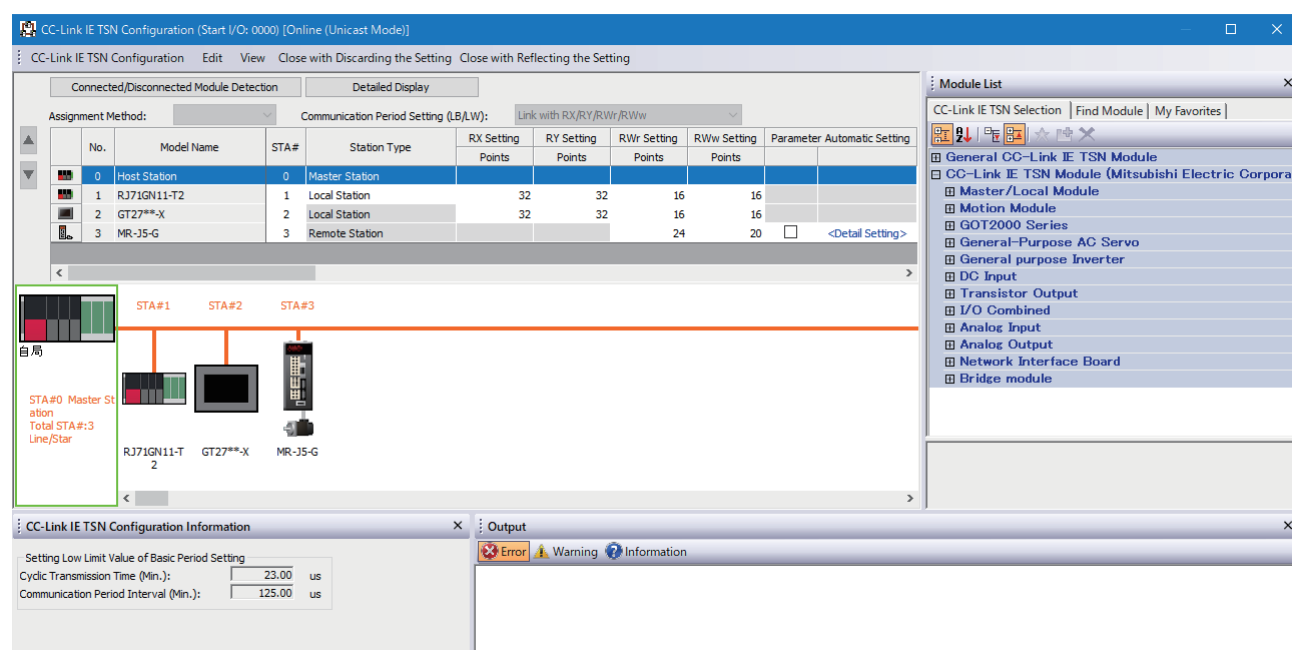 CC-Link IE TSN Configuration (Start I/O: 0000) [Online (Unicast Mode)]
CC-Link IE TSN Configuration Edit View Close with Discarding the Setting Close with Reflecting the Setting
Connected/Disconnected Module Detection Detailed Display
Assignment Method: Communication Period Setting (LB/LW): Link with RX/RY/RWr/RWw
No. Model Name STA# Station Type RX Setting RY Setting RWr Setting RWw Setting Parameter Automatic Setting
Points Points Points Points
0 Host Station 0 Master Station
1 RJ71GN11-T2 1 Local Station 32 32 16 16
2 GT27**-X 2 Local Station 32 32 16 16
3 MR-J5-G 3 Remote Station 24 20 <Detail Setting>
STA#1 STA#2 STA#3
自局
STA#0 Master St
ation
Total STA#:3
Line/Star
RJ71GN11-T
2
GT27**-X
MR-J5-G
Module List
CC-Link IE TSN Selection Find Module My Favorites
General CC-Link IE TSN Module
CC-Link IE TSN Module (Mitsubishi Electric Corpora
Master/Local Module
Motion Module
GOT2000 Series
General-Purpose AC Servo
General purpose Inverter
DC Input
Transistor Output
I/O Combined
Analog Input
Analog Output
Network Interface Board
Bridge module
CC-Link IE TSN Configuration Information
Setting Low Limit Value of Basic Period Setting
Cyclic Transmission Time (Min.): 23.00 us
Communication Period Interval (Min.): 125.00 us
Output
Error Warning Information